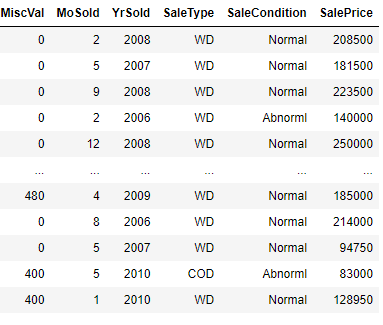 MiscVal MoSold YrSold SaleType SaleCondition SalePrice
0 2 2008 WD Normal 208500
0 5 2007 WD Normal 181500
0 9 2008 WD Normal 223500
0 2 2006 WD Abnorml 140000
0 12 2008 WD Normal 250000
... ... ... ... ... ...
480 4 2009 WD Normal 185000
0 8 2006 WD Normal 214000
0 5 2007 WD Normal 94750
400 5 2010 COD Abnorml 83000
400 1 2010 WD Normal 128950